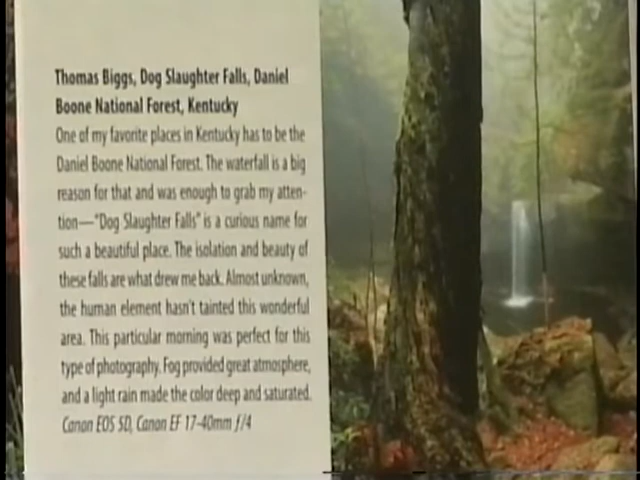 Thomas Biggs, Dog Slaughter Falls, Daniel
Boone National Forest, Kentucky
One of my favorite places in Kentucky has to be the
Daniel Boone National Forest. The waterfall is a big
reason for that and was enough to grab my atten-
tion—"Dog Slaughter Falls" is a curious name for
such a beautiful place. The isolation and beauty of
these falls are what drew me back. Almost unknown,
the human element hasn't tainted this wonderful
area. This particular morning was perfect for this
type of photography. Fog provided great atmosphere,
and a light rain made the color deep and saturated.
Canon EOS 5D, Canon EF 17-40mm ƒ/4